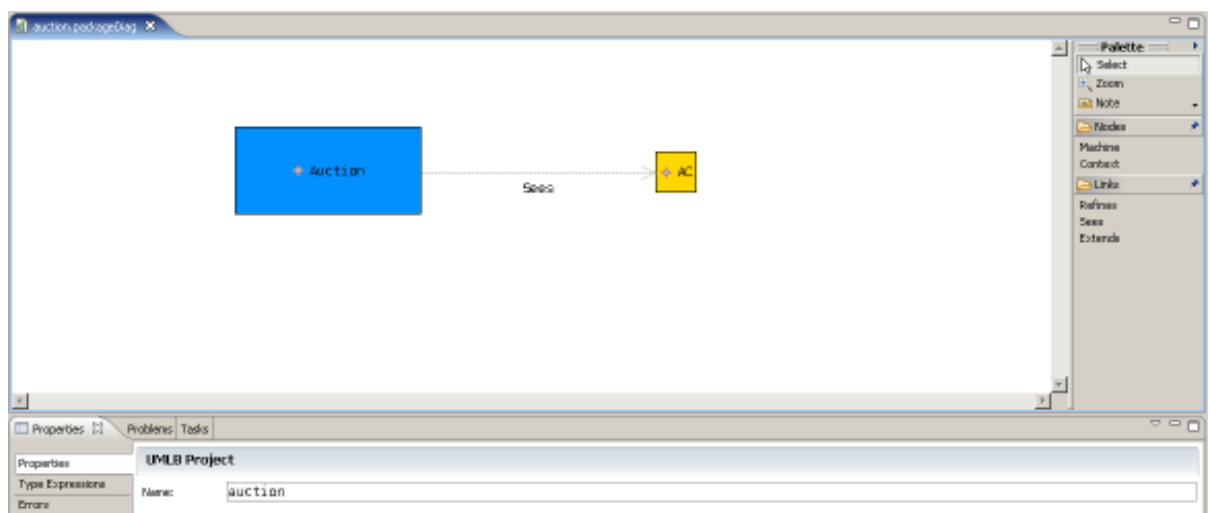 auction.packageDiag
Palette
Select
Zoom
Note
Nodes
Machine
Context
Links
Refines
Sees
Extends
Auction
Sees
AC
Properties Problems Tasks
Properties
Type Expressions
Errors
UMLB Project
Name: auction